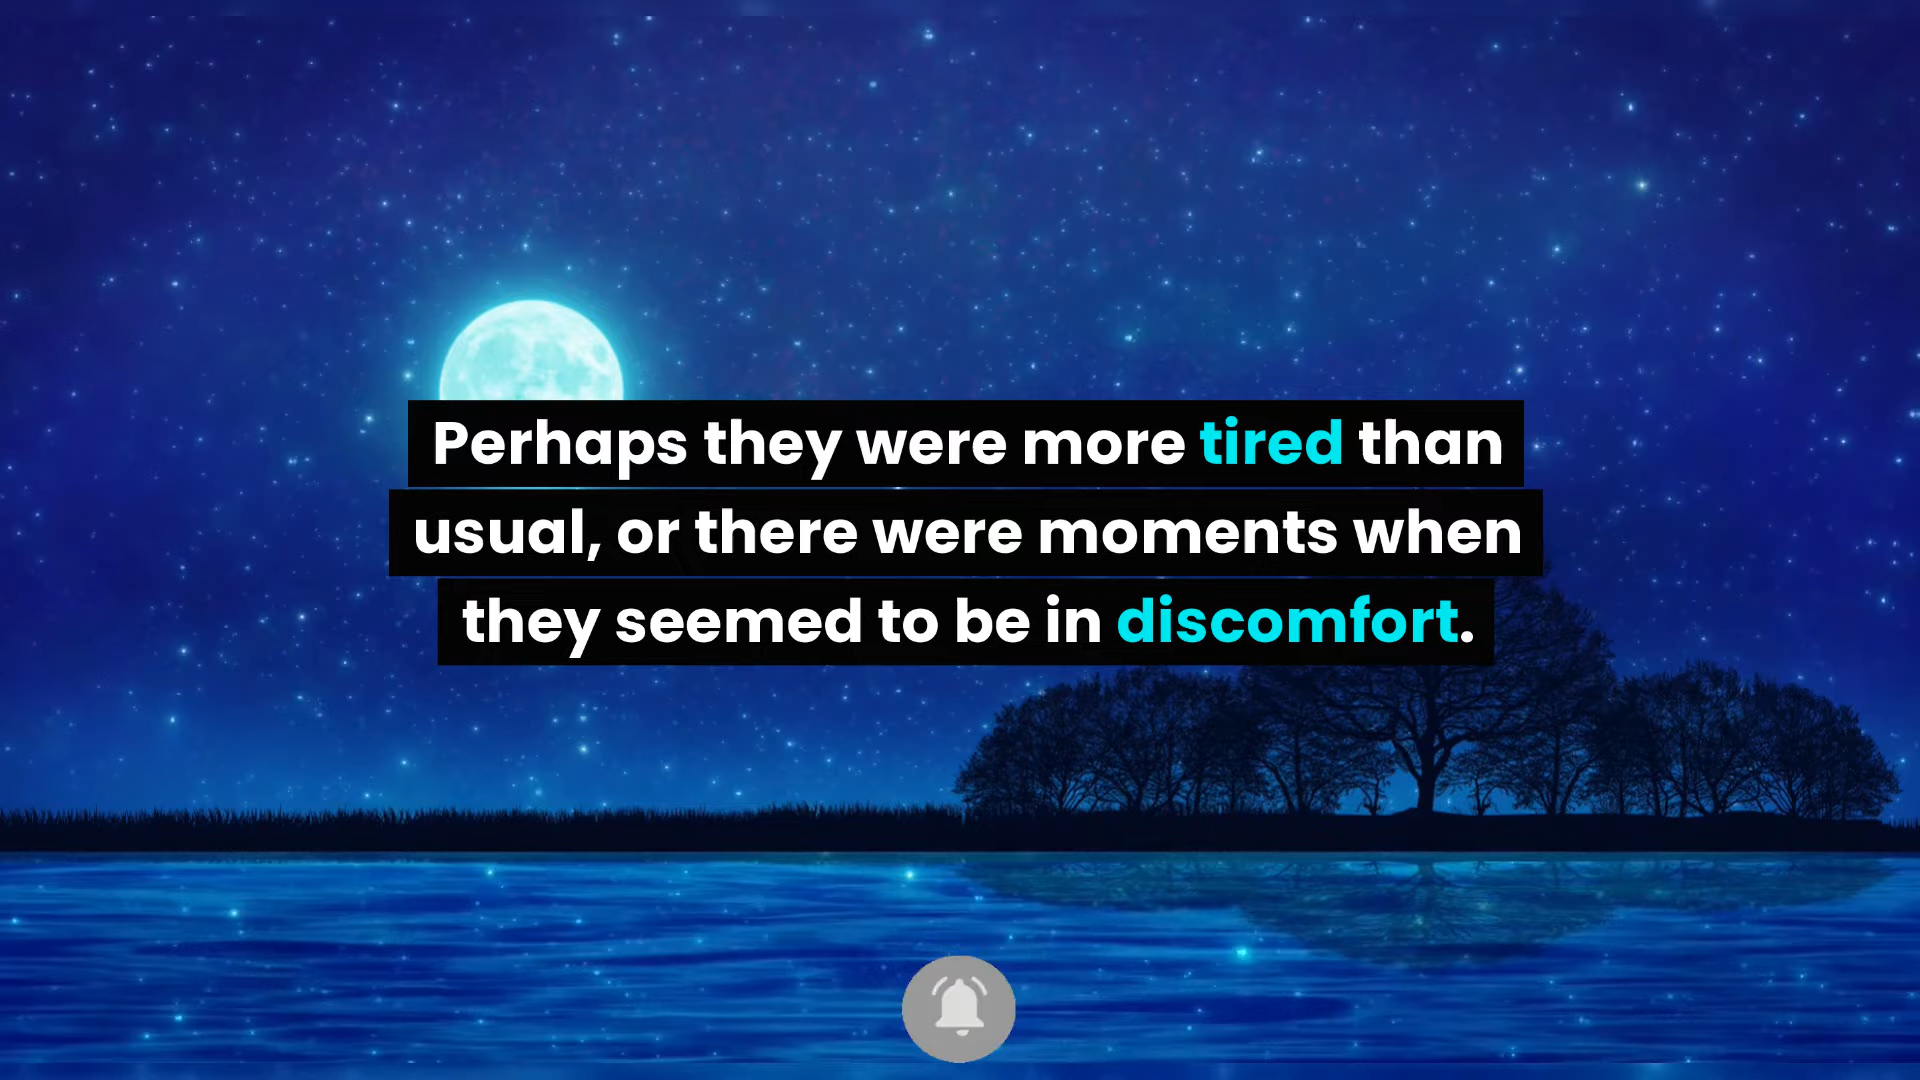 Perhaps they were more tired than
usual, or there were moments when
they seemed to be in discomfort.